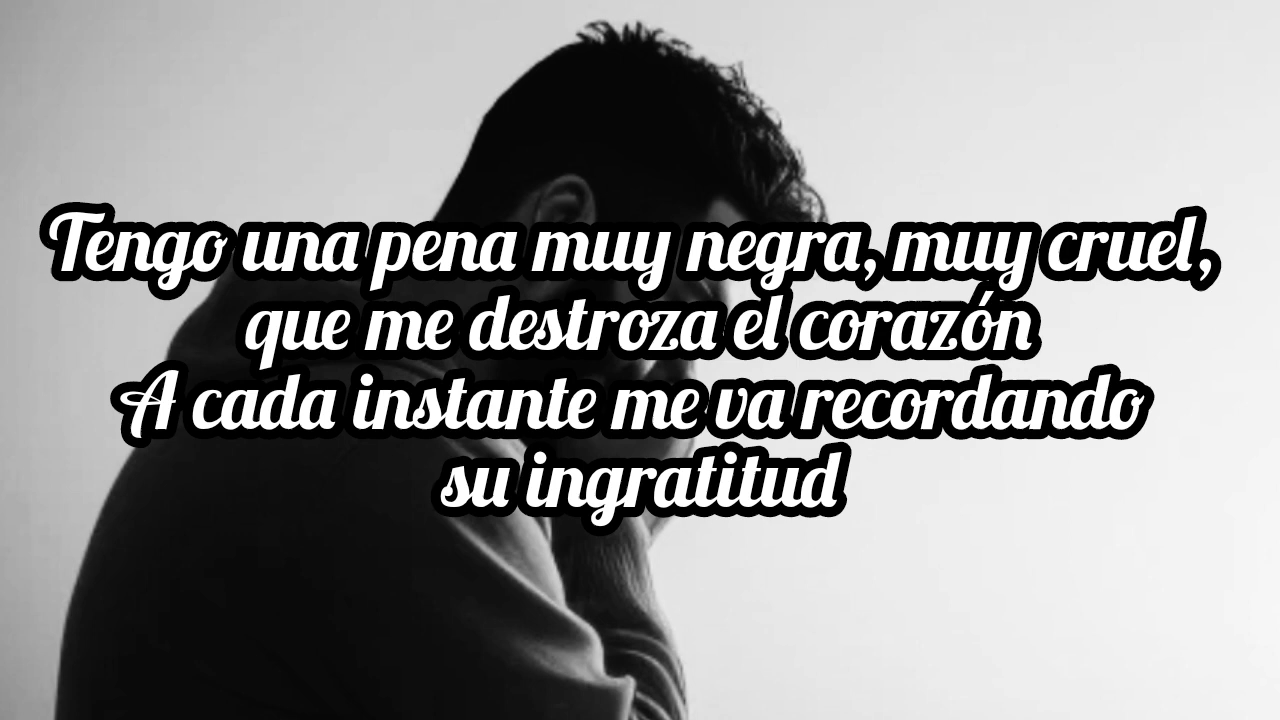 Tengo una pena muy negra, muy cruel,
que me destroza el corazón
A cada instante me va recordando
su ingratitud